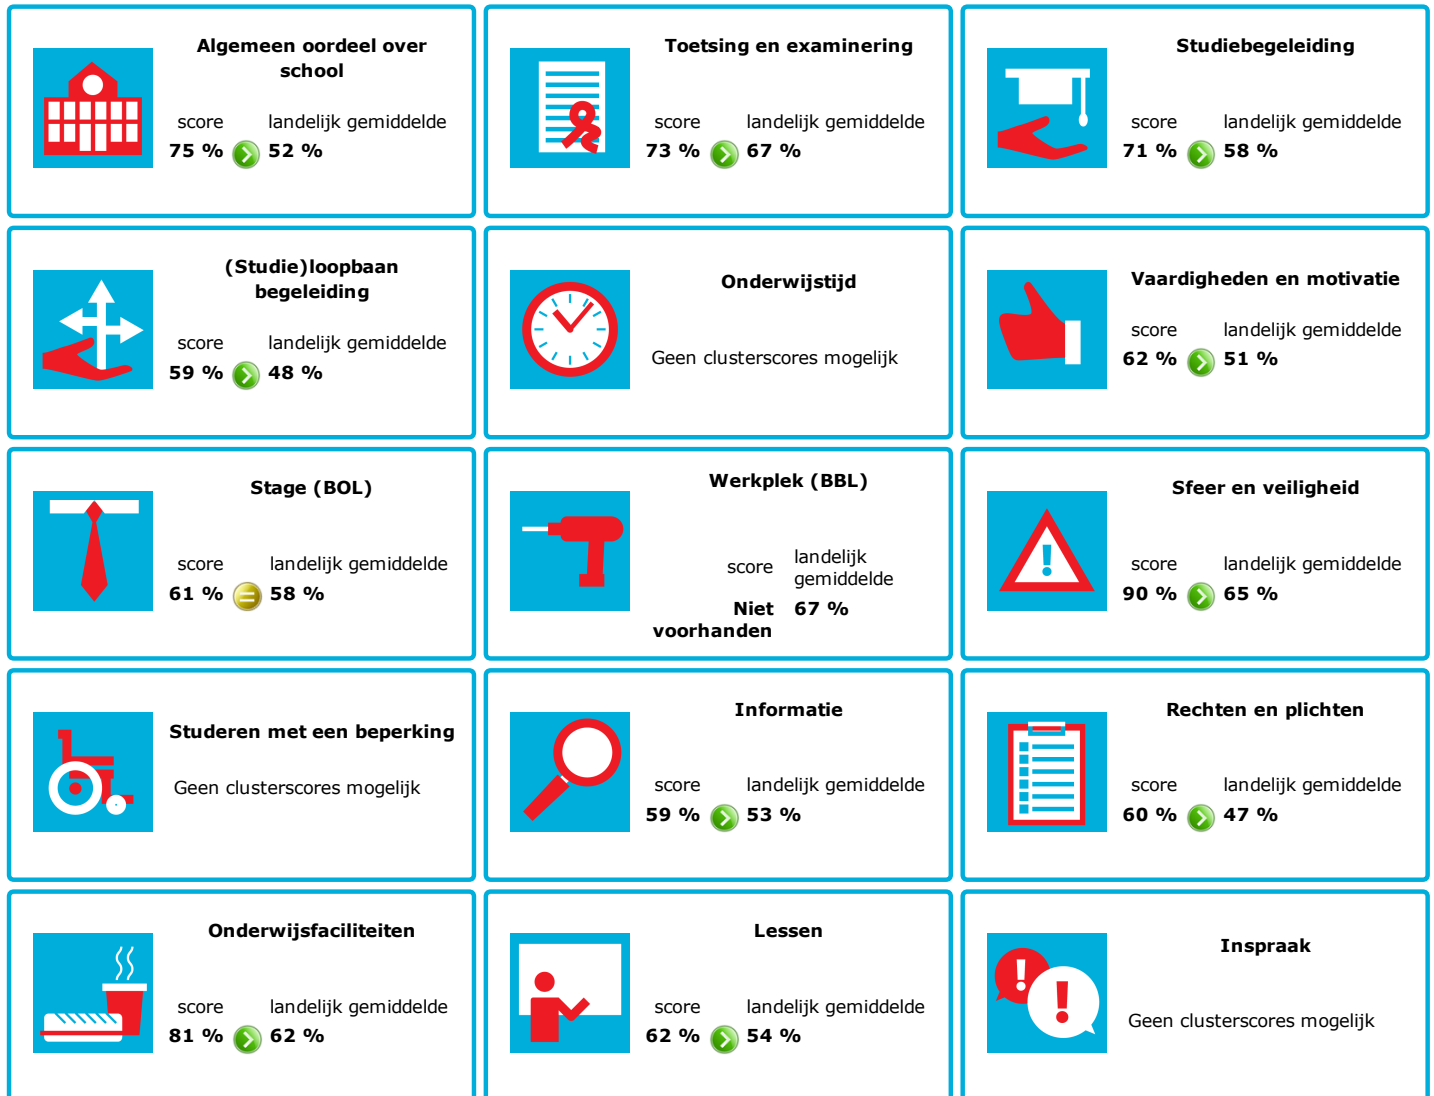 Algemeen oordeel over
school
score landelijk gemiddelde
75 % 52 %
Toetsing en examinering
score landelijk gemiddelde
73 % 67 %
Studiebegeleiding
score landelijk gemiddelde
71 % 58 %
(Studie)loopbaan
begeleiding
score landelijk gemiddelde
59 % 48 %
Onderwijstijd
Geen clusterscores mogelijk
Vaardigheden en motivatie
score landelijk gemiddelde
62 % 51 %
Stage (BOL)
score landelijk gemiddelde
61 % = 58 %
Werkplek (BBL)
score landelijk
gemiddelde
Niet 67 %
voorhanden
Sfeer en veiligheid
score landelijk gemiddelde
90 % 65 %
Studeren met een beperking
Geen clusterscores mogelijk
Informatie
score landelijk gemiddelde
59 % 53 %
Rechten en plichten
score landelijk gemiddelde
60 % 47 %
Onderwijsfaciliteiten
score landelijk gemiddelde
81 % 62 %
Lessen
score landelijk gemiddelde
62 % 54 %
Inspraak
Geen clusterscores mogelijk